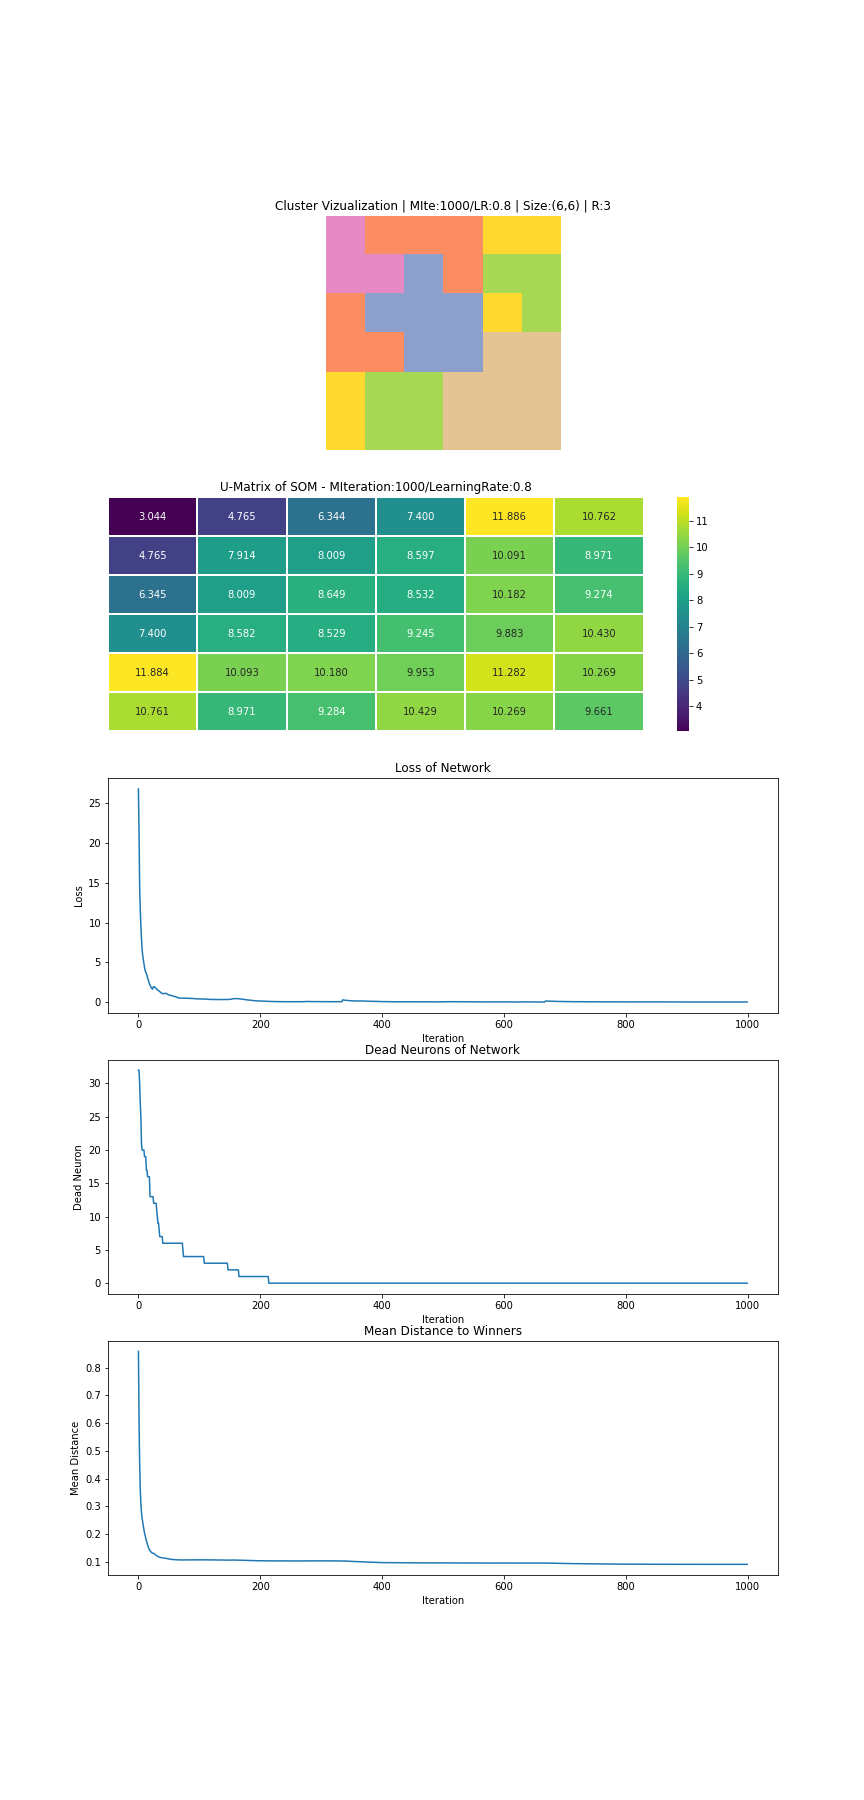 Cluster Vizualization | MIte:1000/LR:0.8 | Size:(6,6) | R:3
U-Matrix of SOM - MIteration:1000/LearningRate:0.8
3.044 4.765 6.344 7.400 11.886 10.762
4.765 7.914 8.009 8.597 10.091 8.971
6.345 8.009 8.649 8.532 10.182 9.274
7.400 8.582 8.529 9.245 9.883 10.430
11.884 10.093 10.180 9.953 11.282 10.269
10.761 8.971 9.284 10.429 10.269 9.661
11
10
9
8
7
6
5
4
Loss of Network
25
20
15
10
5
0
Loss
0 200 400 600 800 1000
Iteration
Dead Neurons of Network
30
25
20
15
10
5
0
Dead Neuron
0 200 400 600 800 1000
Iteration
Mean Distance to Winners
0.8
0.7
0.6
0.5
0.4
0.3
0.2
0.1
Mean Distance
0 200 400 600 800 1000
Iteration